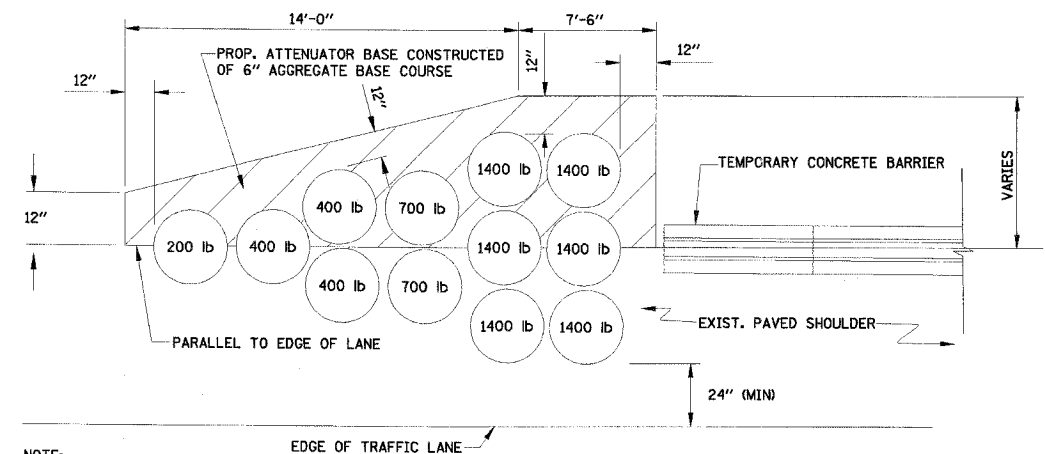 14'-0"
7'-6"
PROP. ATTENUATOR BASE CONSTRUCTED
OF 6" AGGREGATE BASE COURSE
12"
12"
12"
12"
12"
TEMPORARY CONCRETE BARRIER
VARIES
1400 lb 1400 lb
400 lb 700 lb
200 lb 400 lb
1400 lb 1400 lb
400 lb 700 lb
1400 lb 1400 lb
EXIST. PAVED SHOULDER
PARALLEL TO EDGE OF LANE
24" (MIN)
EDGE OF TRAFFIC LANE
NOTE: